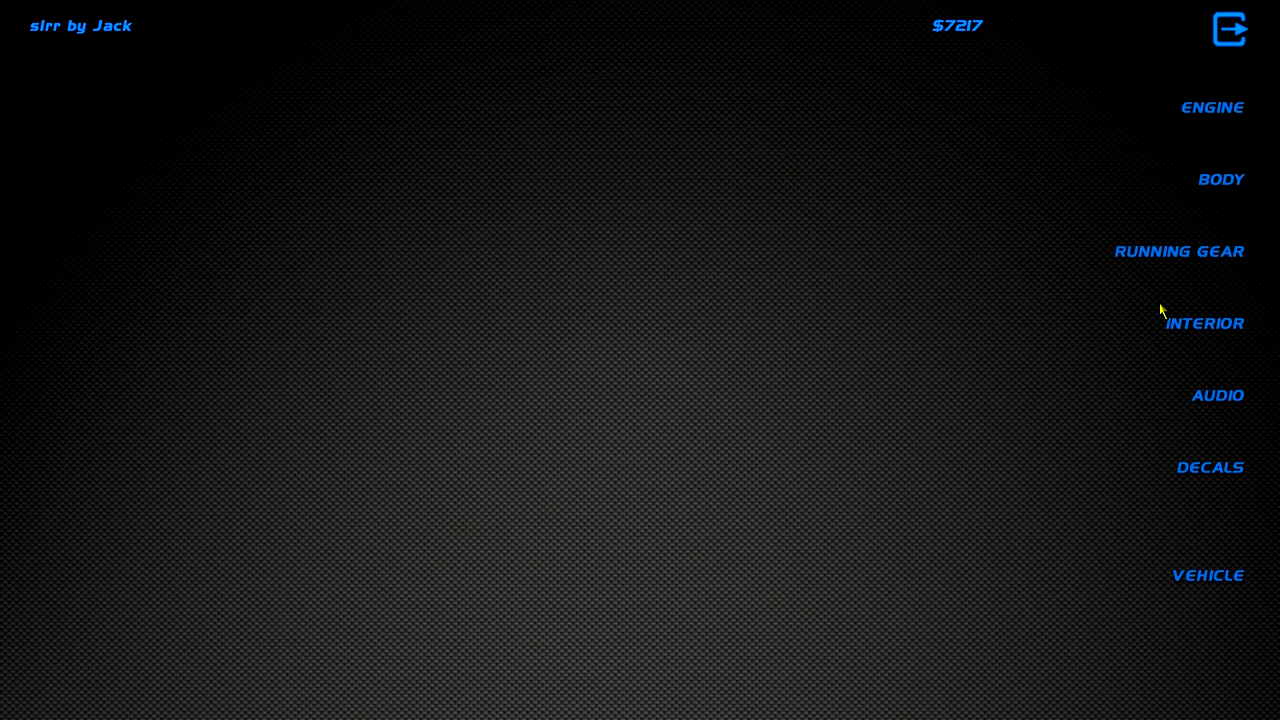 slrr by Jack
$7217
ENGINE
BODY
RUNNING GEAR
INTERIOR
AUDIO
DECALS
VEHICLE